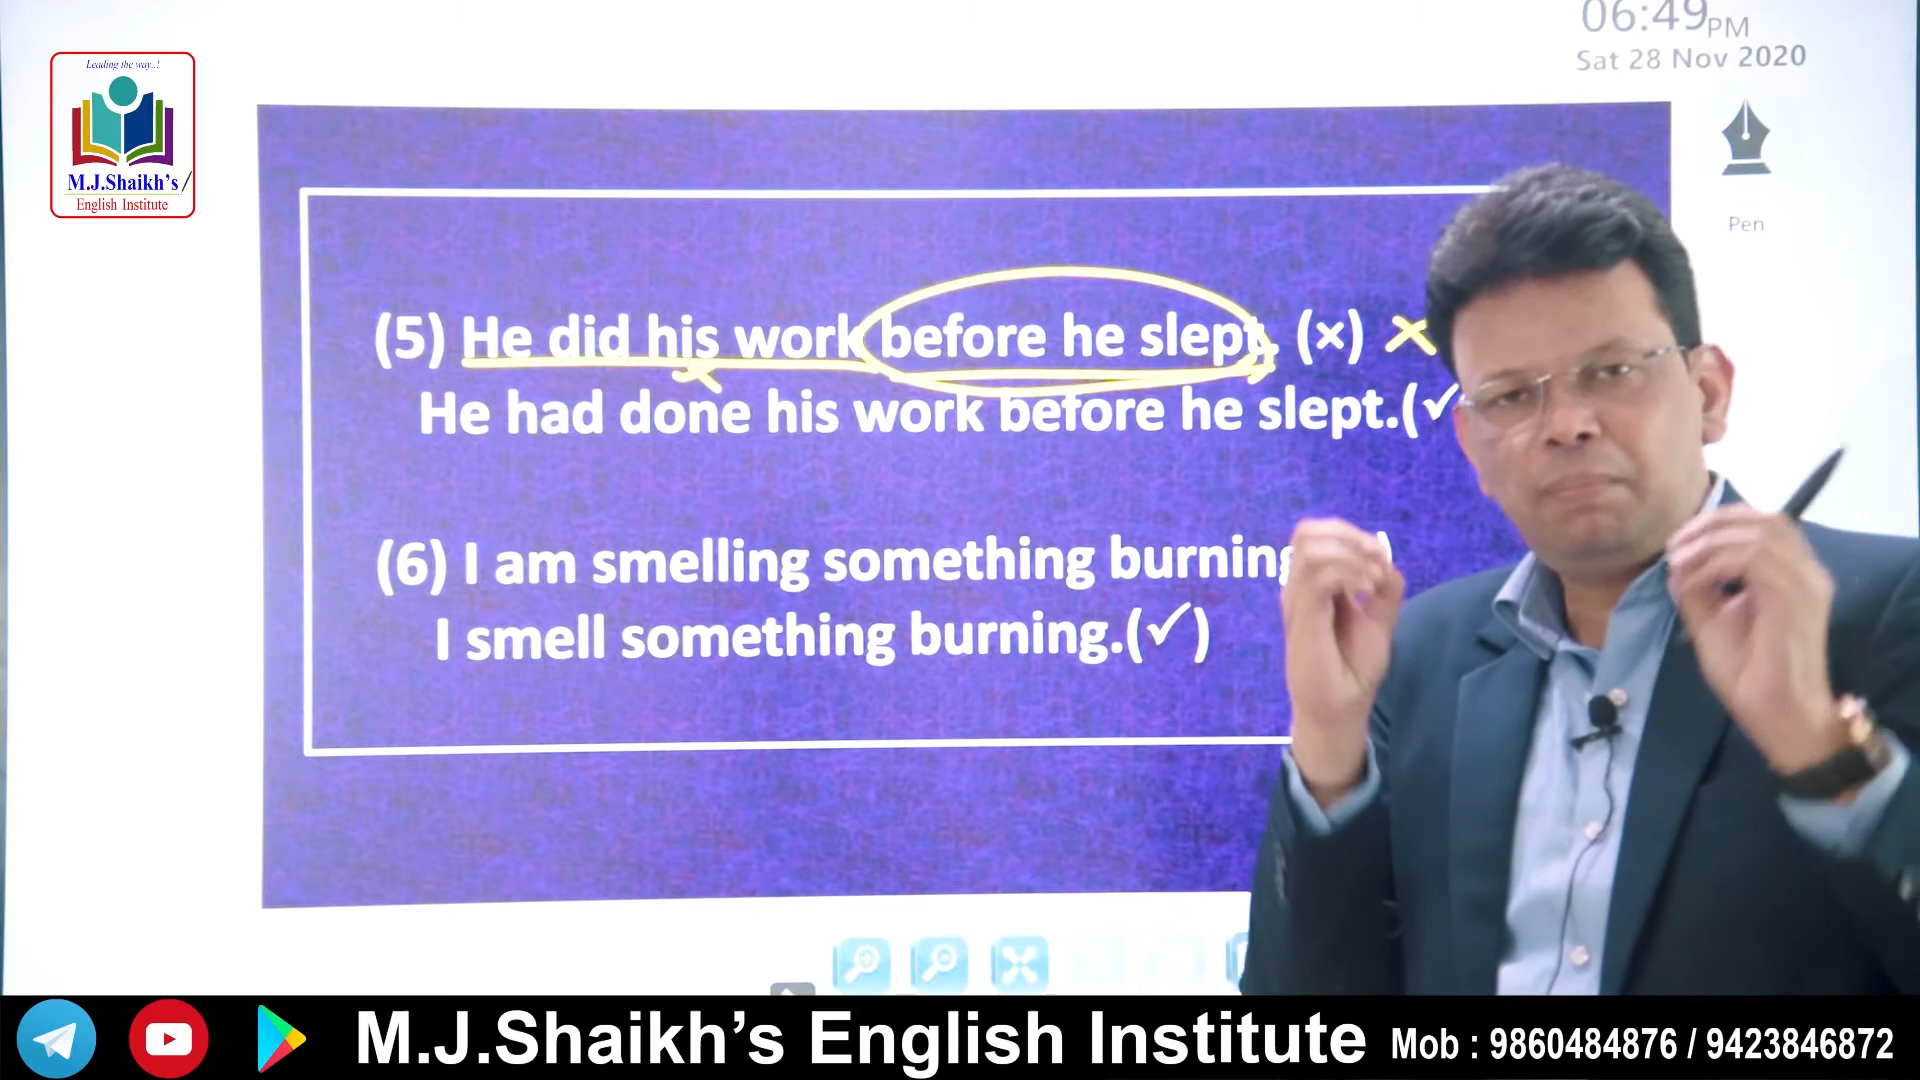 06:49PM
Sat 28 Nov 2020
Leading the way..!
M.J.Shaikh's
English Institute
Pen
(5) He did his work before he slept. (×) ×
He had done his work before he slept.(✓
(6) I am smelling something burning )
I smell something burning.(✓)
M.J.Shaikh's English Institute Mob : 9860484876 / 9423846872